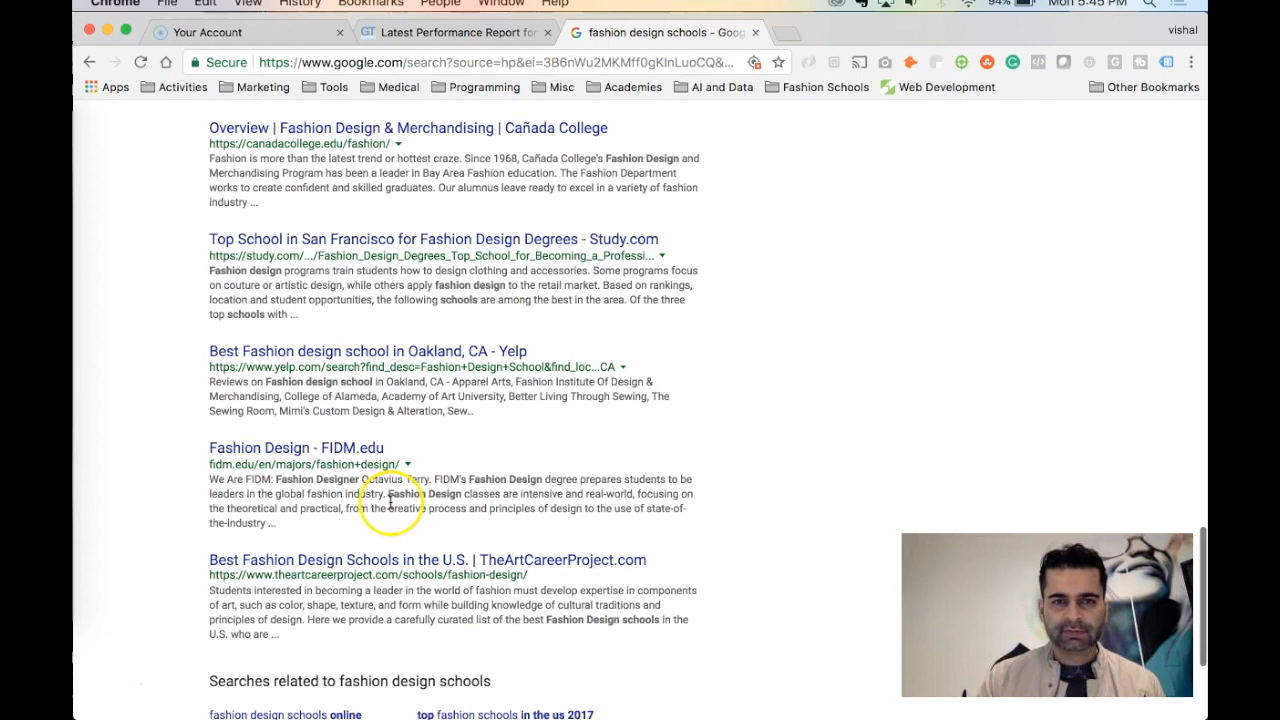 Chrome File Edit View History Bookmarks People Window Help 94% Mon 5:45 PM
Your Account × GT Latest Performance Report for × G fashion design schools - Goog × vishal
Secure https://www.google.com/search?source=hp&ei=3B6nWu2MKMff0gKInLuoCQ&...
Apps Activities Marketing Tools Medical Programming Misc Academies AI and Data Fashion Schools Web Development Other Bookmarks
Overview | Fashion Design & Merchandising | Cañada College
https://canadacollege.edu/fashion/
Fashion is more than the latest trend or hottest craze. Since 1968, Cañada College's Fashion Design and
Merchandising Program has been a leader in Bay Area Fashion education. The Fashion Department
works to create confident and skilled graduates. Our alumnus leave ready to excel in a variety of fashion
industry ...
Top School in San Francisco for Fashion Design Degrees - Study.com
https://study.com/.../Fashion_Design_Degrees_Top_School_for_Becoming_a_Professi...
Fashion design programs train students how to design clothing and accessories. Some programs focus
on couture or artistic design, while others apply fashion design to the retail market. Based on rankings,
location and student opportunities, the following schools are among the best in the area. Of the three
top schools with ...
Best Fashion design school in Oakland, CA - Yelp
https://www.yelp.com/search?find_desc=Fashion+Design+School&find_loc...CA
Reviews on Fashion design school in Oakland, CA - Apparel Arts, Fashion Institute Of Design &
Merchandising, College of Alameda, Academy of Art University, Better Living Through Sewing, The
Sewing Room, Mimi's Custom Design & Alteration, Sew...
Fashion Design - FIDM.edu
fidm.edu/en/majors/fashion+design/
We Are FIDM: Fashion Designer Octavius Terry. FIDM's Fashion Design degree prepares students to be
leaders in the global fashion industry. Fashion Design classes are intensive and real-world, focusing on
the theoretical and practical, from the creative process and principles of design to the use of state-of-
the-industry ...
Best Fashion Design Schools in the U.S. | TheArtCareerProject.com
https://www.theartcareerproject.com/schools/fashion-design/
Students interested in becoming a leader in the world of fashion must develop expertise in components
of art, such as color, shape, texture, and form while building knowledge of cultural traditions and
principles of design. Here we provide a carefully curated list of the best Fashion Design schools in the
U.S. who are ...
Searches related to fashion design schools
fashion design schools online top fashion schools in the us 2017